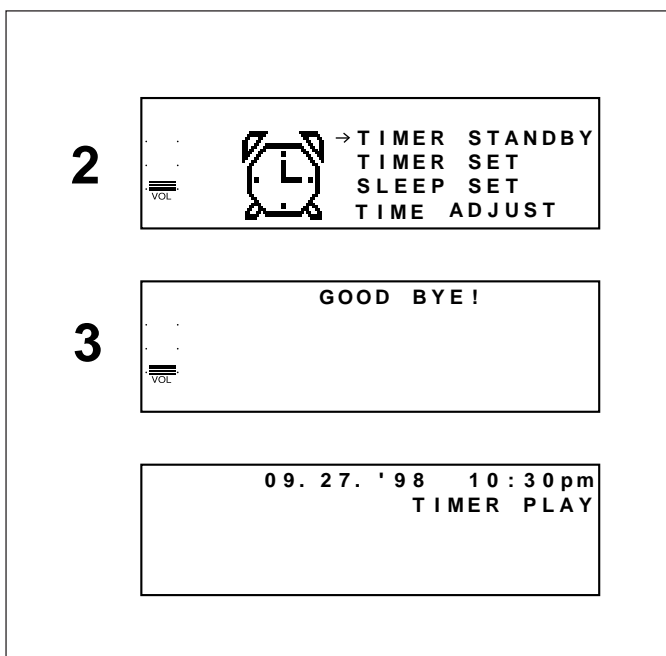 2
→TIMER STANDBY
TIMER SET
SLEEP SET
TIME ADJUST
VOL
3
GOOD BYE!
VOL
09.27.'98 10:30pm
TIMER PLAY